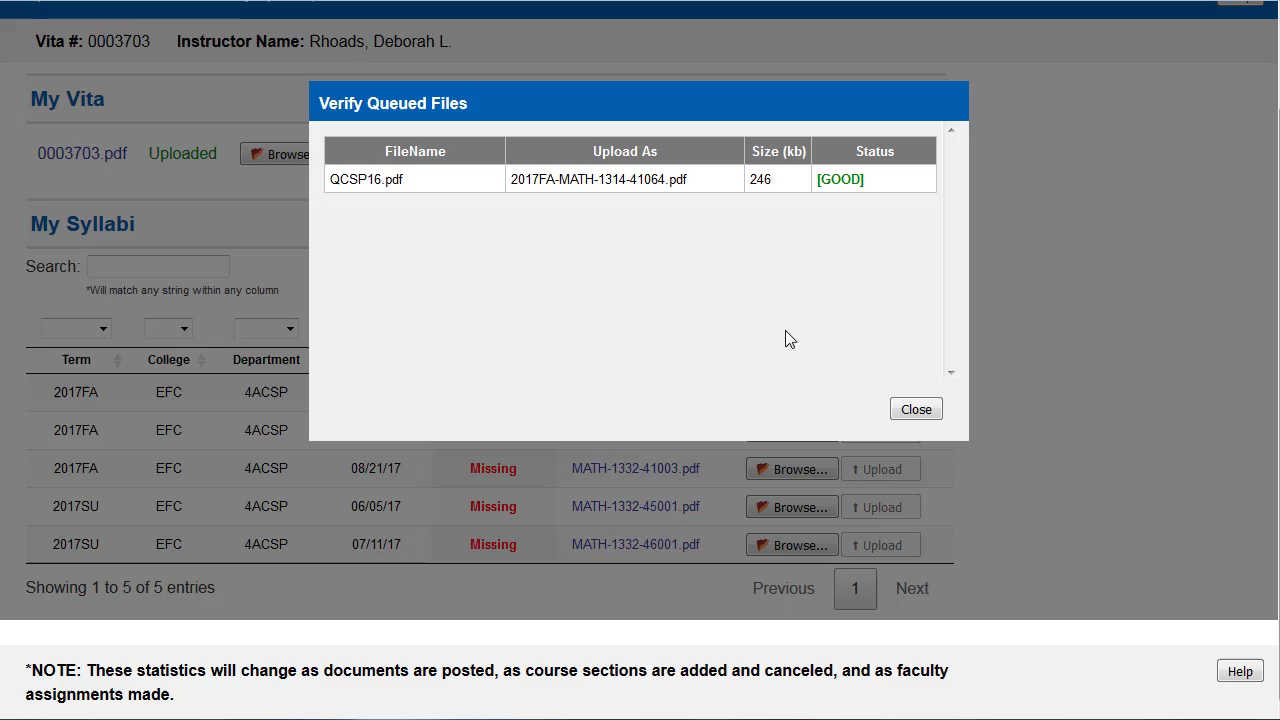 Vita #: 0003703 Instructor Name: Rhoads, Deborah L.
My Vita
0003703.pdf Uploaded Browse
Verify Queued Files
FileName Upload As Size (kb) Status
QCSP16.pdf 2017FA-MATH-1314-41064.pdf 246 [GOOD]
Close
My Syllabi
Search:
*Will match any string within any column
Term College Department
2017FA EFC 4ACSP
2017FA EFC 4ACSP
2017FA EFC 4ACSP 08/21/17 Missing MATH-1332-41003.pdf Browse... Upload
2017SU EFC 4ACSP 06/05/17 Missing MATH-1332-45001.pdf Browse... Upload
2017SU EFC 4ACSP 07/11/17 Missing MATH-1332-46001.pdf Browse... Upload
Showing 1 to 5 of 5 entries Previous 1 Next
*NOTE: These statistics will change as documents are posted, as course sections are added and canceled, and as faculty
assignments made.
Help